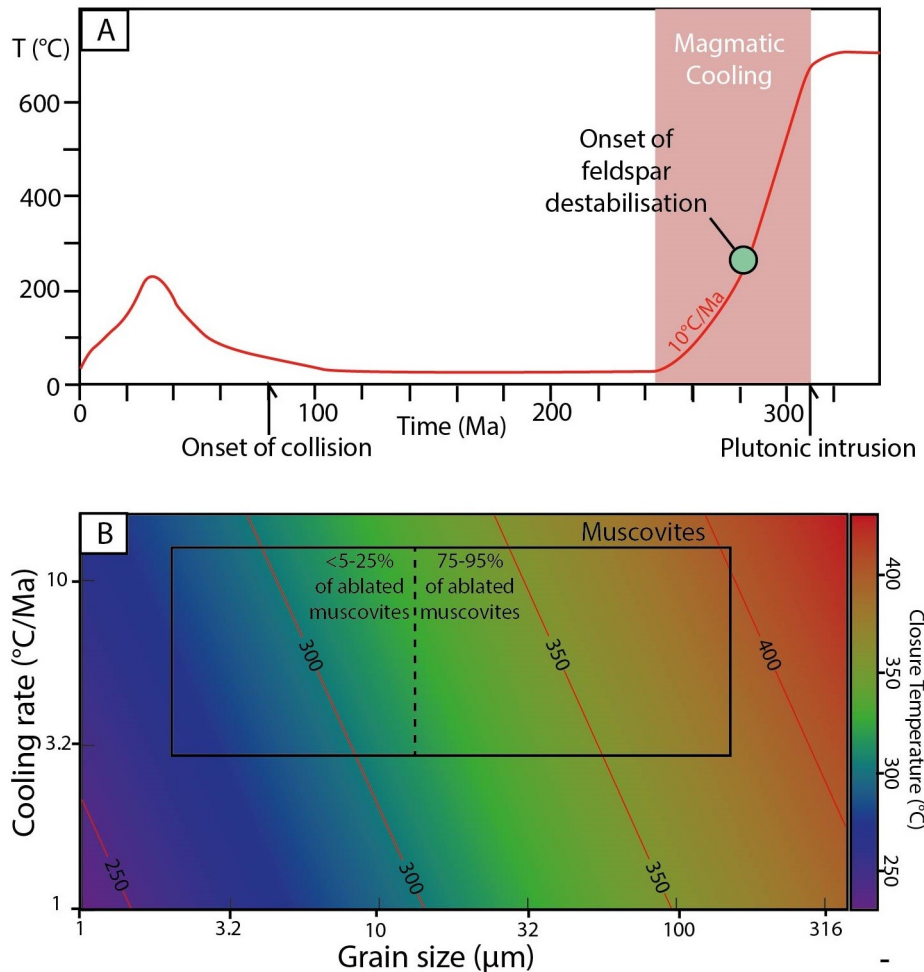 A
T (°C)
Magmatic
Cooling
600
Onset of
feldspar
destabilisation
400
200
10°C/Ma
0
0
100
200
300
Time (Ma)
Onset of collision
Plutonic intrusion
B
Muscovites
<5-25%
of ablated
muscovites
75-95%
of ablated
muscovites
10
3.2
1
Cooling rate (°C/Ma)
300
350
400
250
300
350
400
350
300
250
Closure Temperature (°C)
1
3.2
10
32
100
316
Grain size (µm)
-